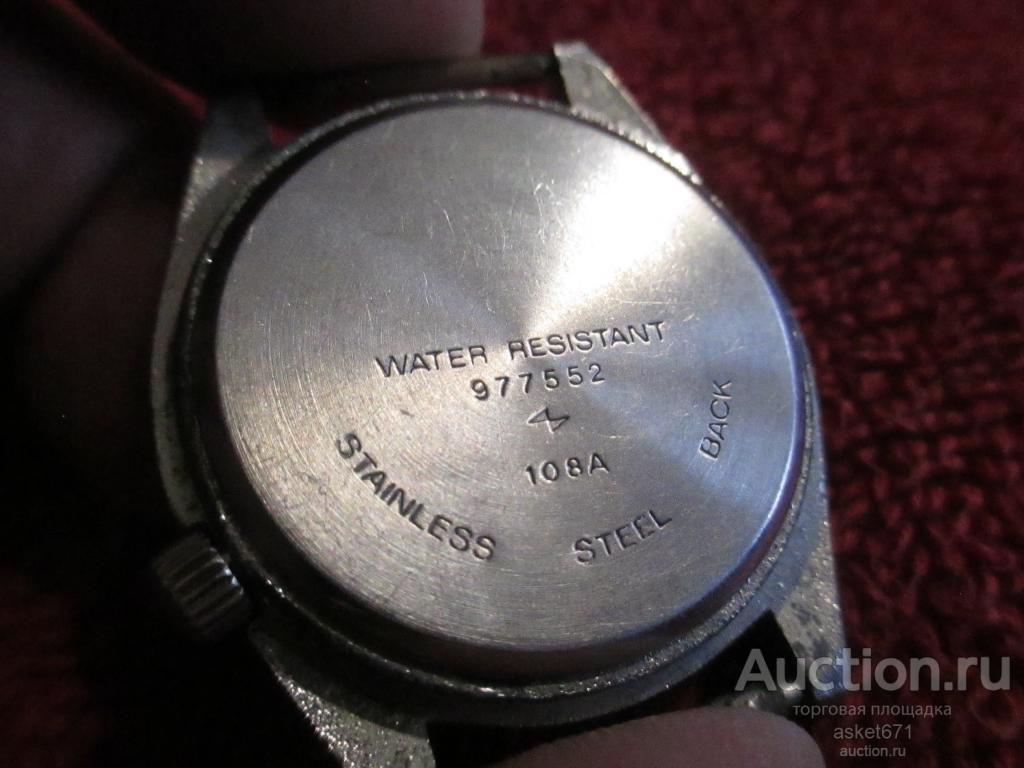 WATER RESISTANT
977552
108A
STAINLESS STEEL BACK
Auction.ru
торговая площадка
asket671
auction.ru